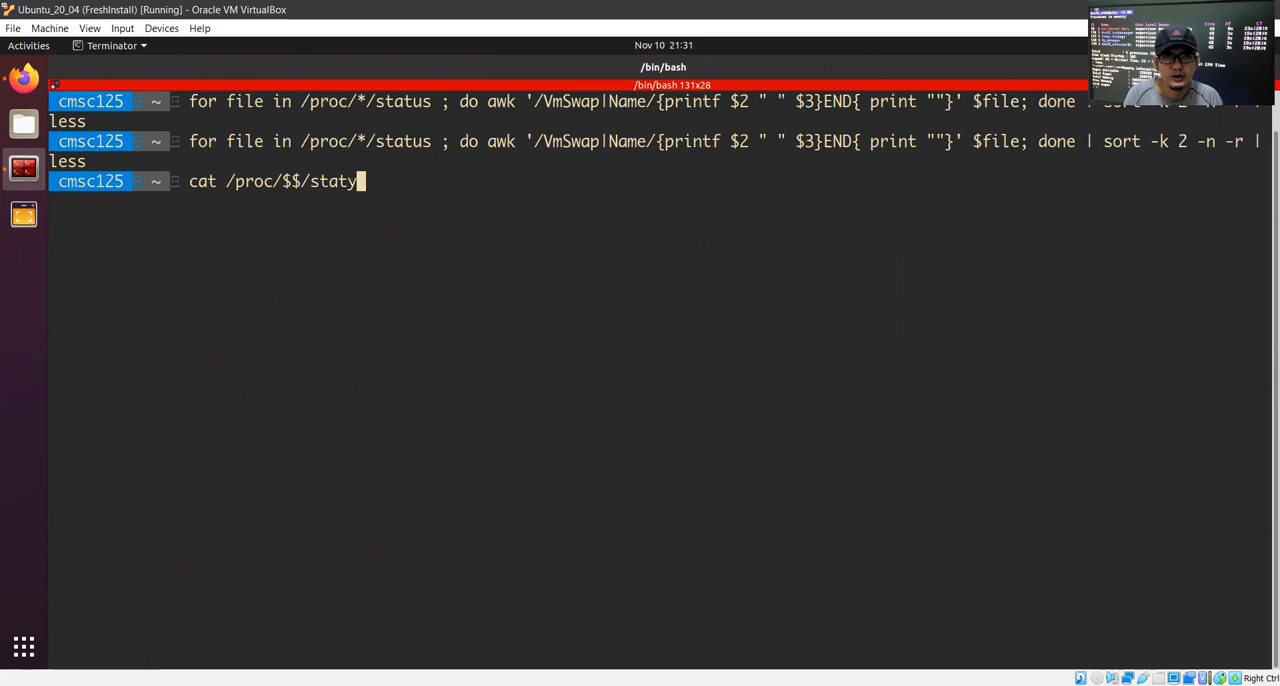 Ubuntu_20_04 (FreshInstall) [Running] - Oracle VM VirtualBox
File Machine View Input Devices Help
Activities Terminator Nov 10 21:31
/bin/bash
/bin/bash 131x28
cmsc125 ~ for file in /proc/*/status ; do awk '/VmSwap|Name/{printf $2 " " $3}END{ print ""}' $file; done | sort -k 2 -n -r |
less
cmsc125 ~ for file in /proc/*/status ; do awk '/VmSwap|Name/{printf $2 " " $3}END{ print ""}' $file; done | sort -k 2 -n -r |
less
cmsc125 ~ cat /proc/$$/staty
Right Ctrl